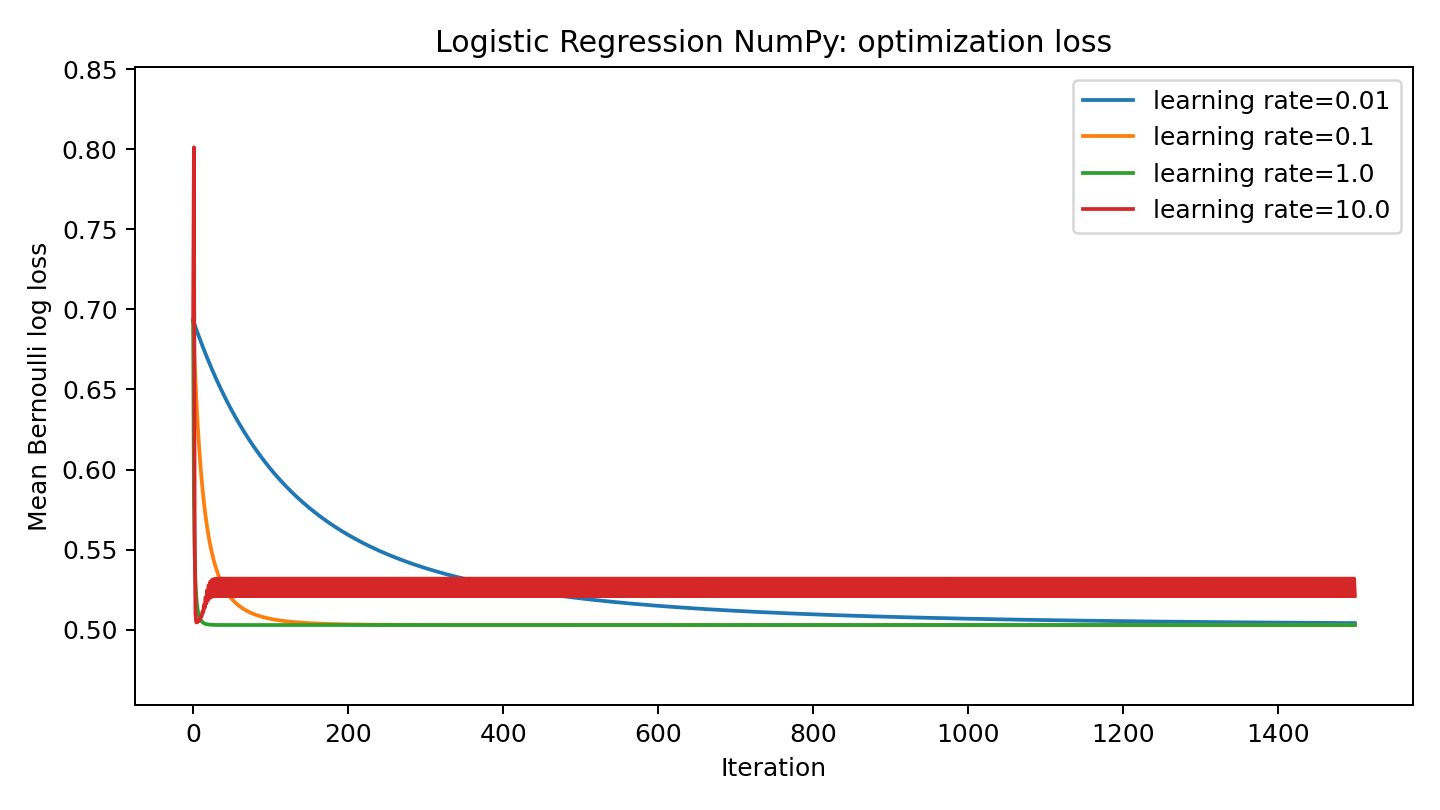 Logistic Regression NumPy: optimization loss
0.85
0.80
0.75
0.70
0.65
0.60
0.55
0.50
Mean Bernoulli log loss
learning rate=0.01
learning rate=0.1
learning rate=1.0
learning rate=10.0
0
200
400
600
800
1000
1200
1400
Iteration